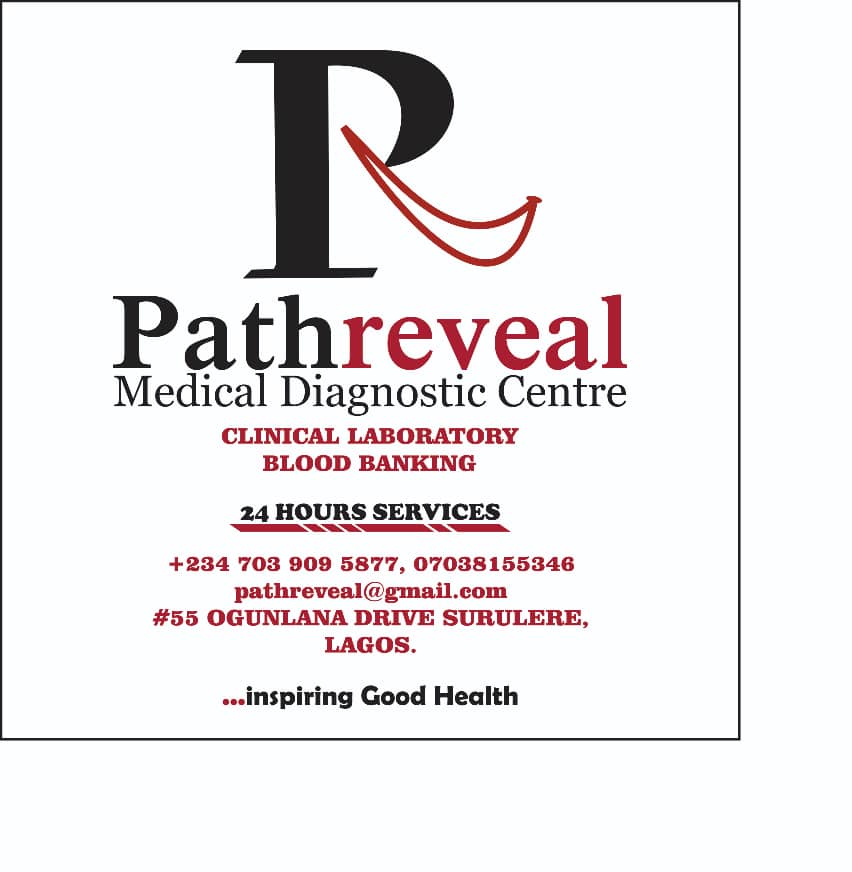 PR
Pathreveal
Medical Diagnostic Centre
CLINICAL LABORATORY
BLOOD BANKING
24 HOURS SERVICES
+234 703 909 5877, 07038155346
pathreveal@gmail.com
#55 OGUNLANA DRIVE SURULERE,
LAGOS.
...inspiring Good Health